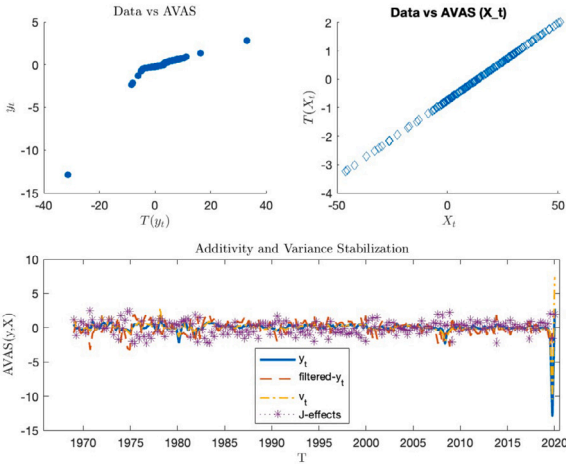 Data vs AVAS
5
0
-5
-10
-15
y_t
-40 -20 0 20 40
T(y_t)
Data vs AVAS (X_t)
2
1
0
-1
-2
-3
-4
T(X_t)
-50 0 50
X_t
Additivity and Variance Stabilization
10
5
0
-5
-10
-15
AVAS(y,X)
y_t
filtered-y_t
v_t
J-effects
1970 1975 1980 1985 1990 1995 2000 2005 2010 2015 2020
T